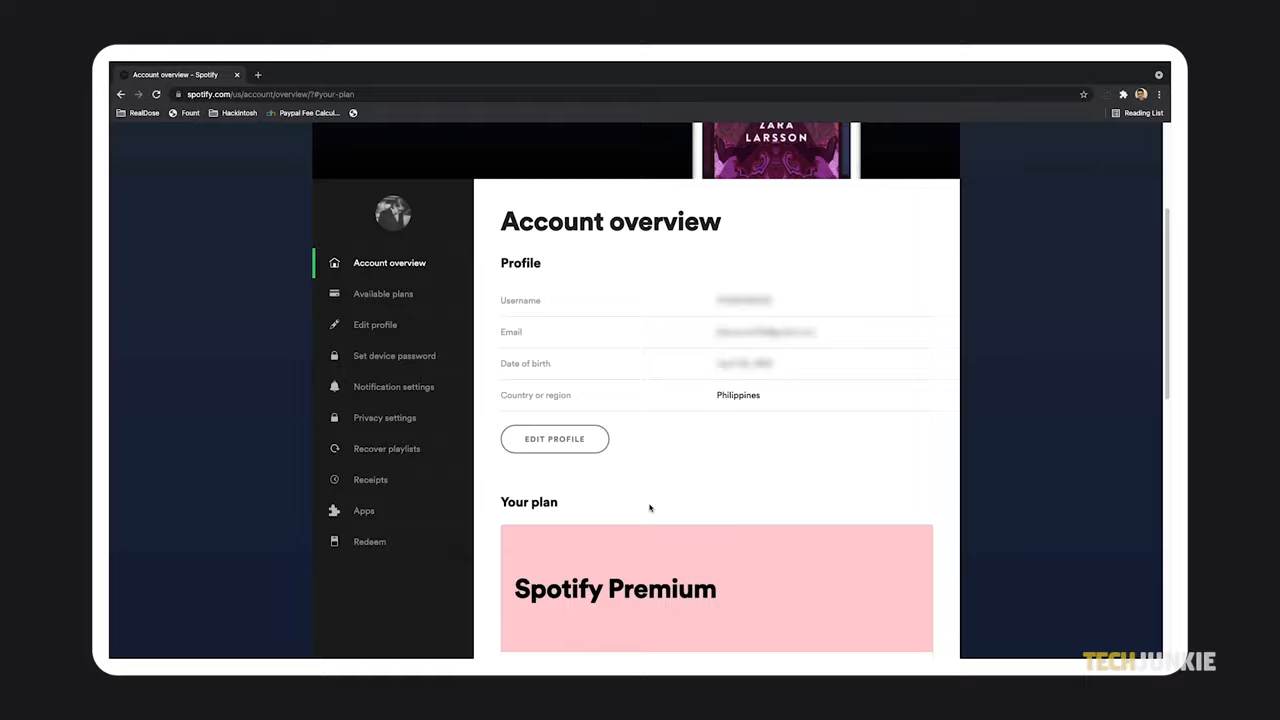 Account overview - Spotify
spotify.com/us/account/overview/?#your-plan
RealDose
Fount
Hackintosh
Paypal Fee Calcul...
Reading List
ZARA
LARSSON
Account overview
Available plans
Edit profile
Set device password
Notification settings
Privacy settings
Recover playlists
Receipts
Apps
Redeem
Account overview
Profile
Username
Email
Date of birth
Country or region Philippines
EDIT PROFILE
Your plan
Spotify Premium
TECHJUNKIE